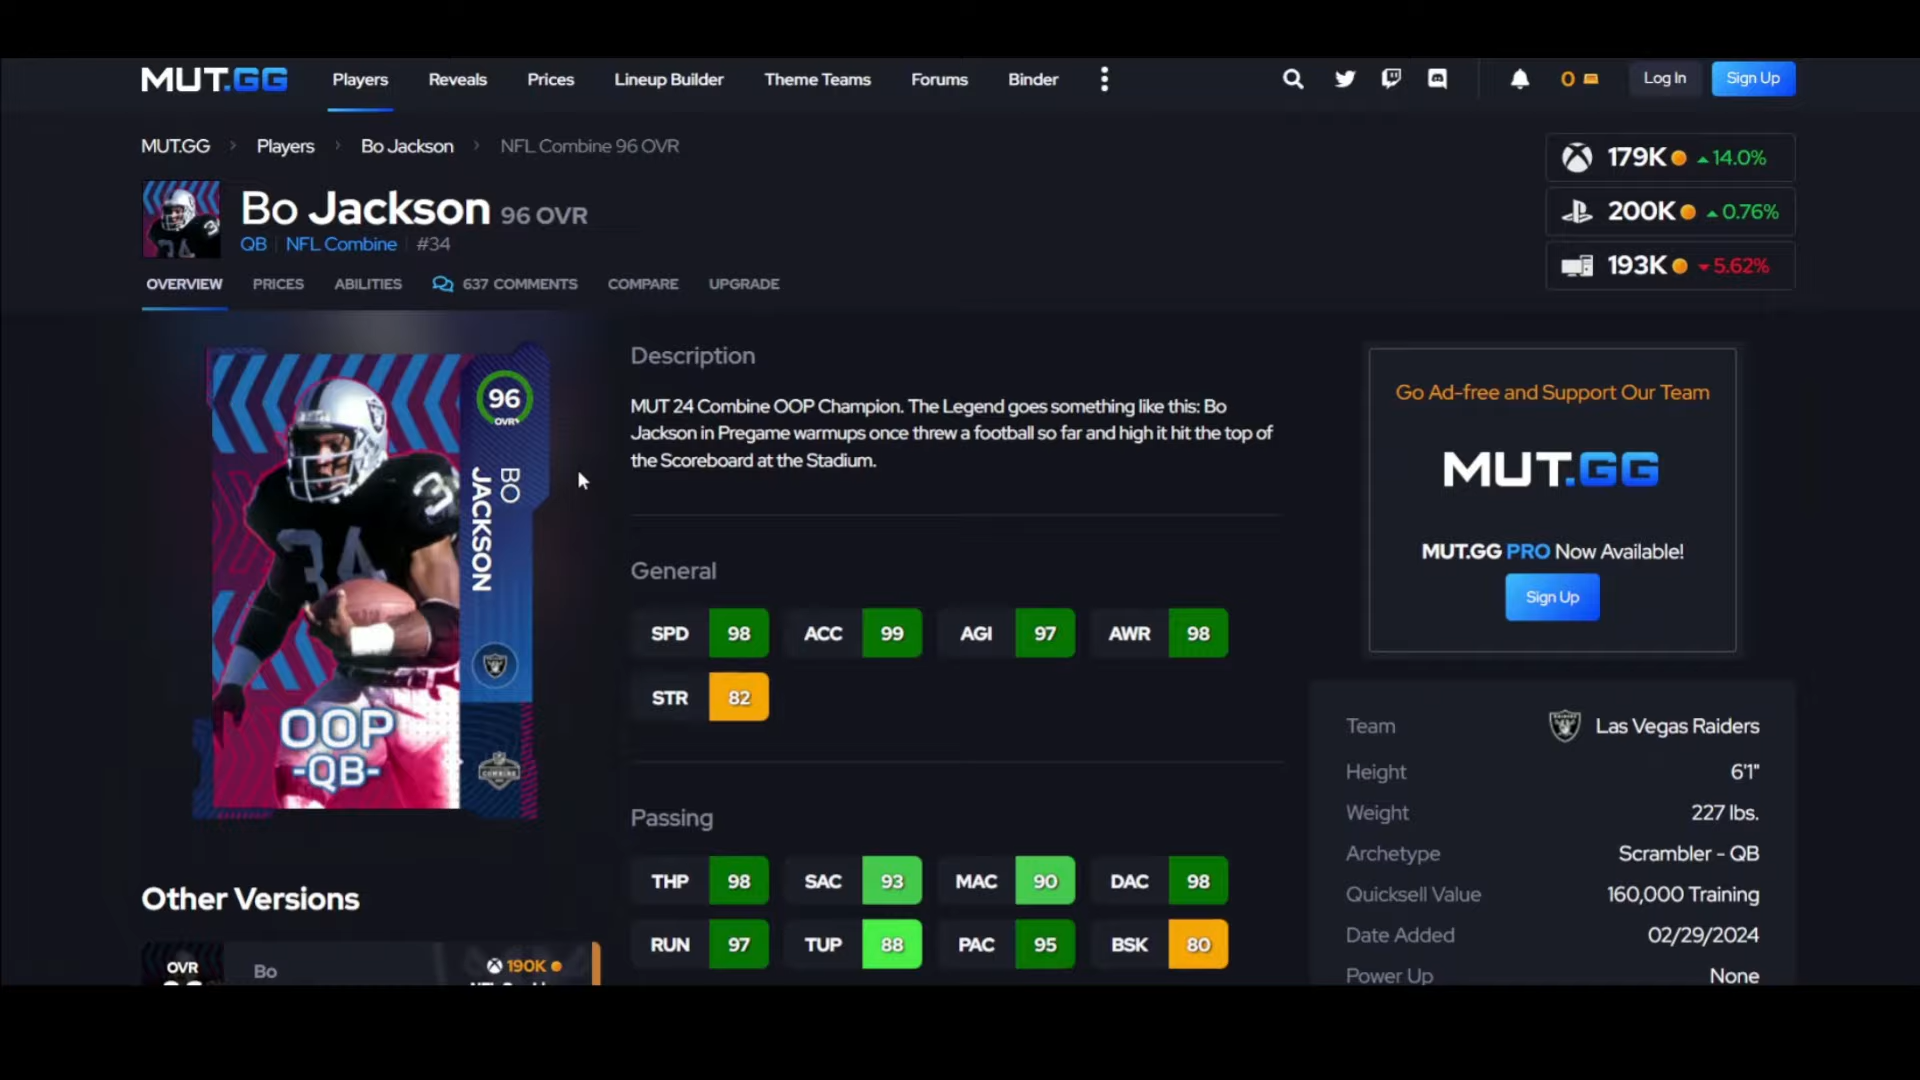 MUT.GG Players Reveals Prices Lineup Builder Theme Teams Forums Binder 0 Log In Sign Up
MUT.GG > Players > Bo Jackson > NFL Combine 96 OVR
179K 14.0%
200K 0.76%
193K 5.62%
Bo Jackson 96 OVR
QB NFL Combine #34
OVERVIEW PRICES ABILITIES 637 COMMENTS COMPARE UPGRADE
96
OVR
BO
JACKSON
34
3
OOP
-QB-
COMBINE
Description
MUT 24 Combine OOP Champion. The Legend goes something like this: Bo
Jackson in Pregame warmups once threw a football so far and high it hit the top of
the Scoreboard at the Stadium.
General
SPD 98 ACC 99 AGI 97 AWR 98
STR 82
Passing
THP 98 SAC 93 MAC 90 DAC 98
RUN 97 TUP 88 PAC 95 BSK 80
Go Ad-free and Support Our Team
MUT.GG
MUT.GG PRO Now Available!
Sign Up
Team Las Vegas Raiders
Height 6'1"
Weight 227 lbs.
Archetype Scrambler - QB
Quicksell Value 160,000 Training
Date Added 02/29/2024
Power Up None
Other Versions
OVR Bo 190K